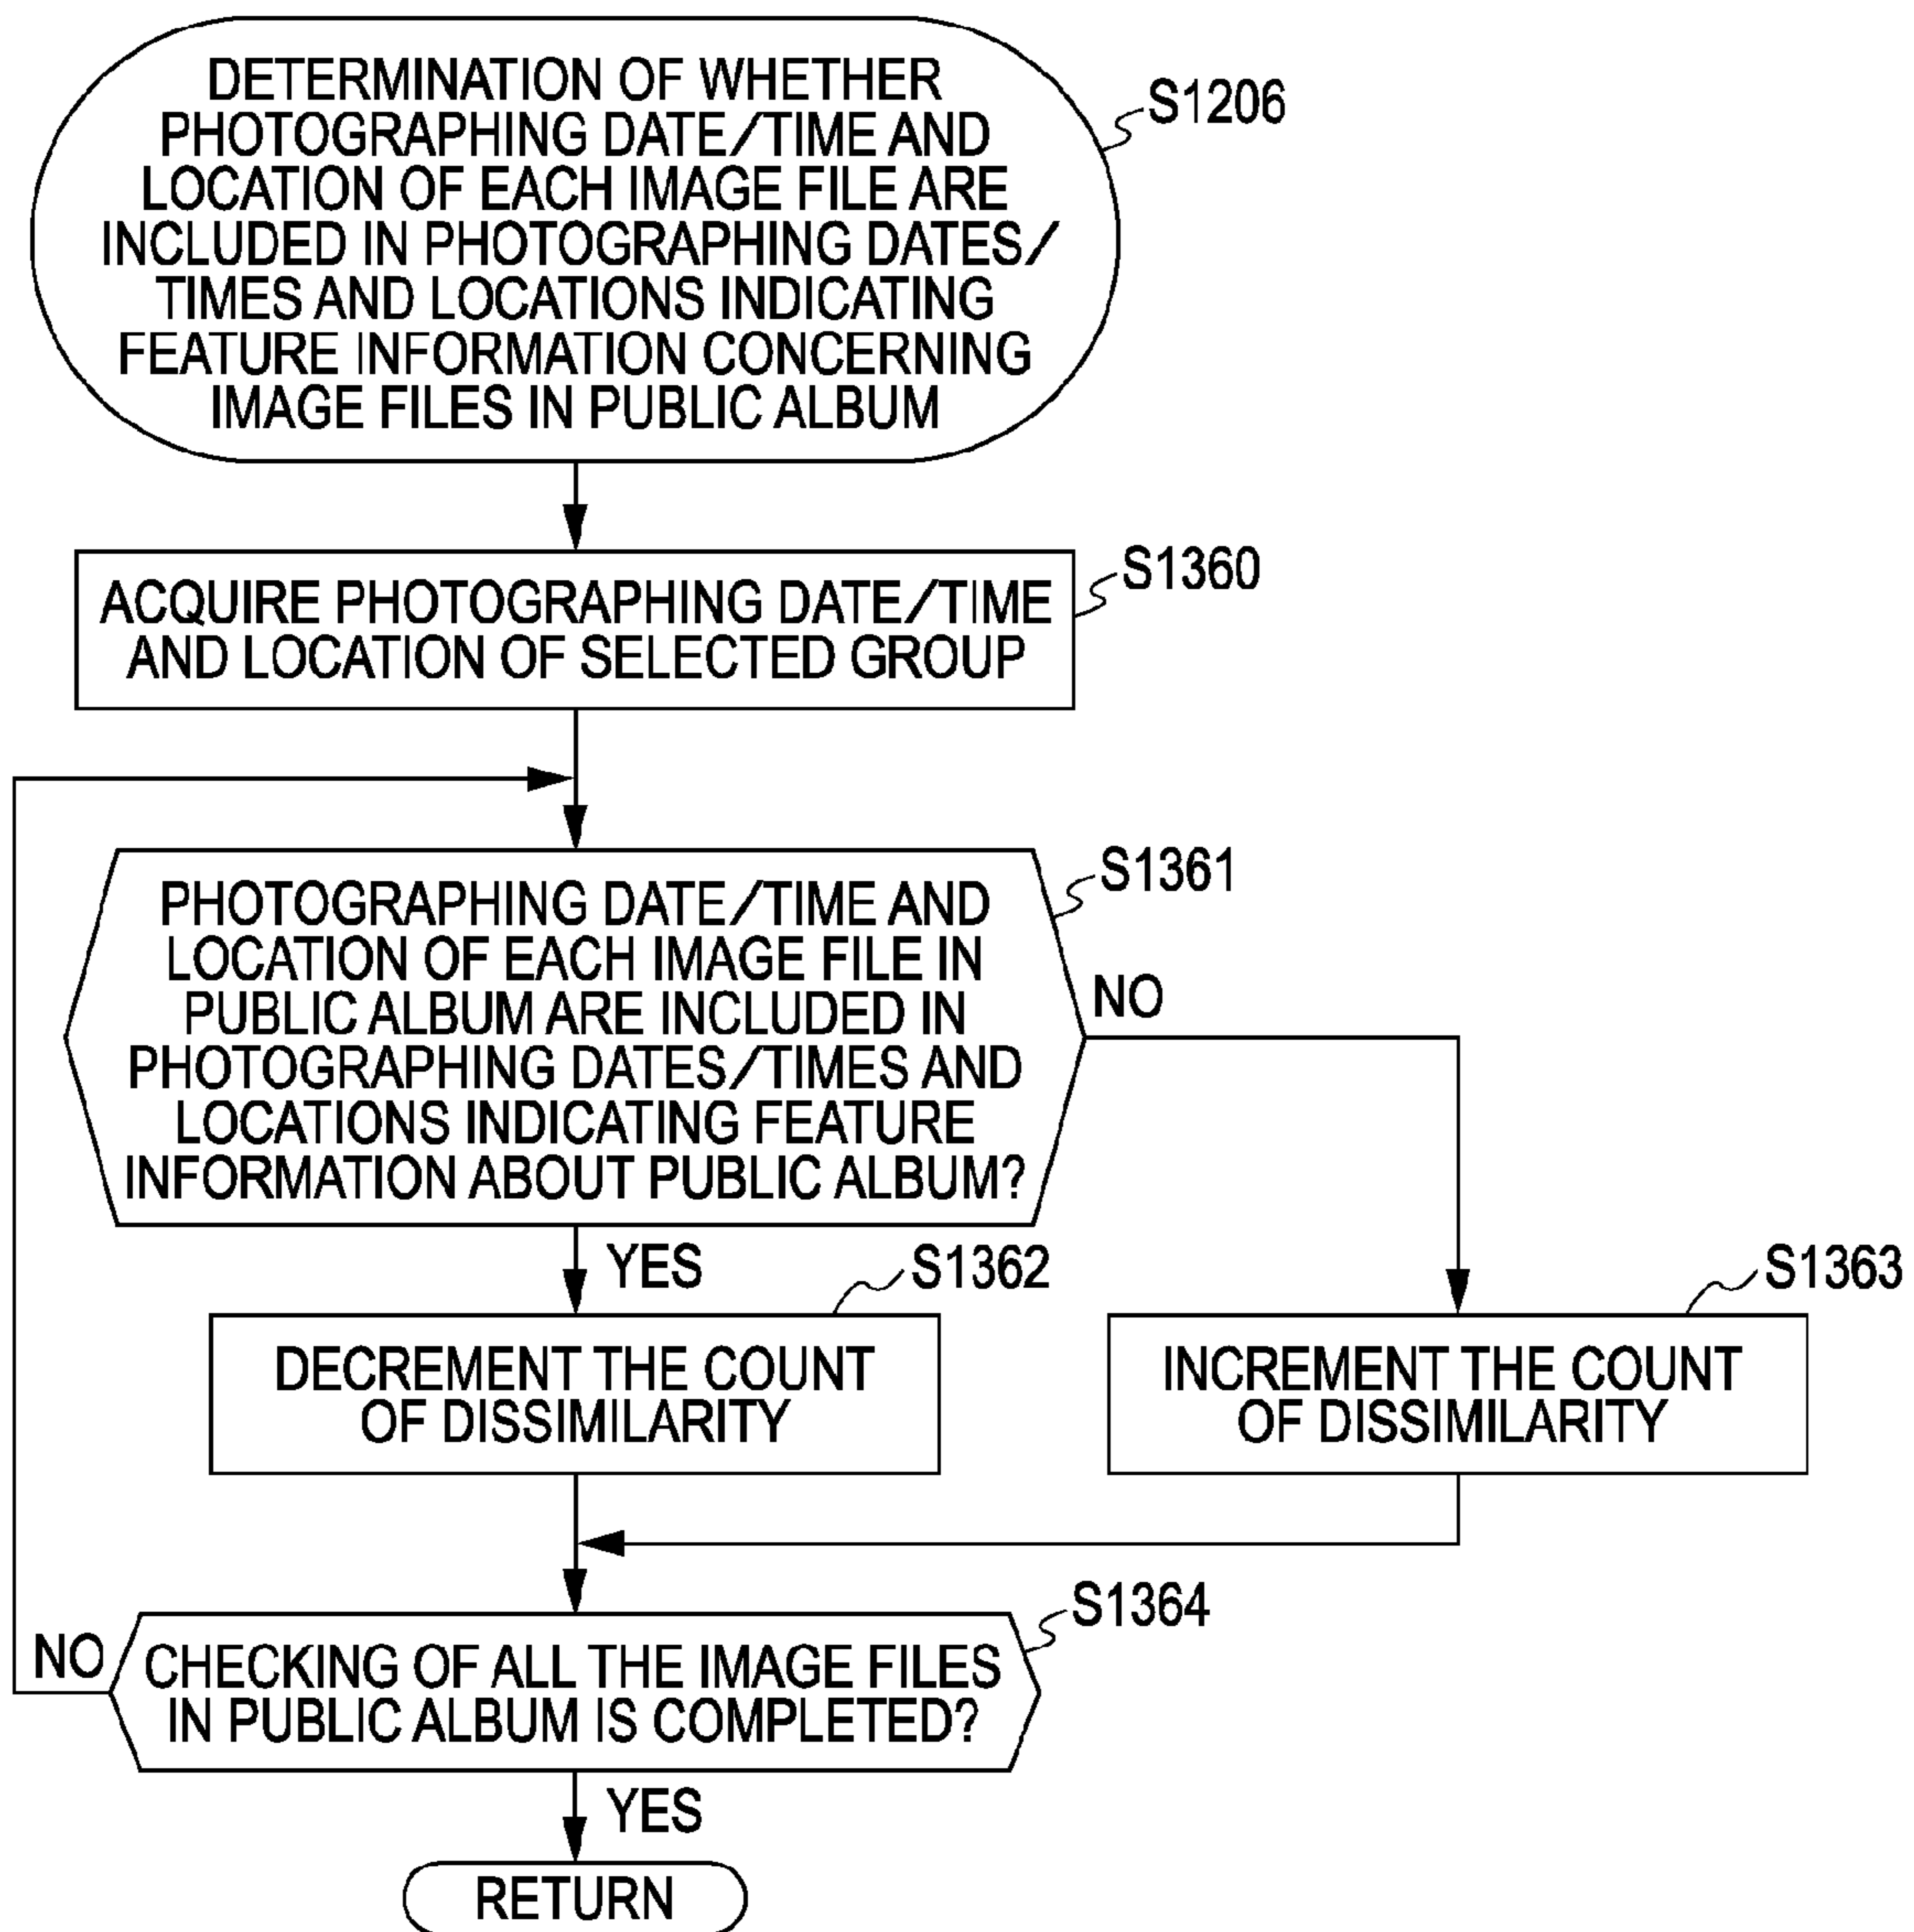 DETERMINATION OF WHETHER
PHOTOGRAPHING DATE/TIME AND
LOCATION OF EACH IMAGE FILE ARE
INCLUDED IN PHOTOGRAPHING DATES/
TIMES AND LOCATIONS INDICATING
FEATURE INFORMATION CONCERNING
IMAGE FILES IN PUBLIC ALBUM
S1206
ACQUIRE PHOTOGRAPHING DATE/TIME
AND LOCATION OF SELECTED GROUP
S1360
PHOTOGRAPHING DATE/TIME AND
LOCATION OF EACH IMAGE FILE IN
PUBLIC ALBUM ARE INCLUDED IN
PHOTOGRAPHING DATES/TIMES AND
LOCATIONS INDICATING FEATURE
INFORMATION ABOUT PUBLIC ALBUM?
S1361
NO
YES
S1362
DECREMENT THE COUNT
OF DISSIMILARITY
S1363
INCREMENT THE COUNT
OF DISSIMILARITY
S1364
NO
CHECKING OF ALL THE IMAGE FILES
IN PUBLIC ALBUM IS COMPLETED?
YES
RETURN